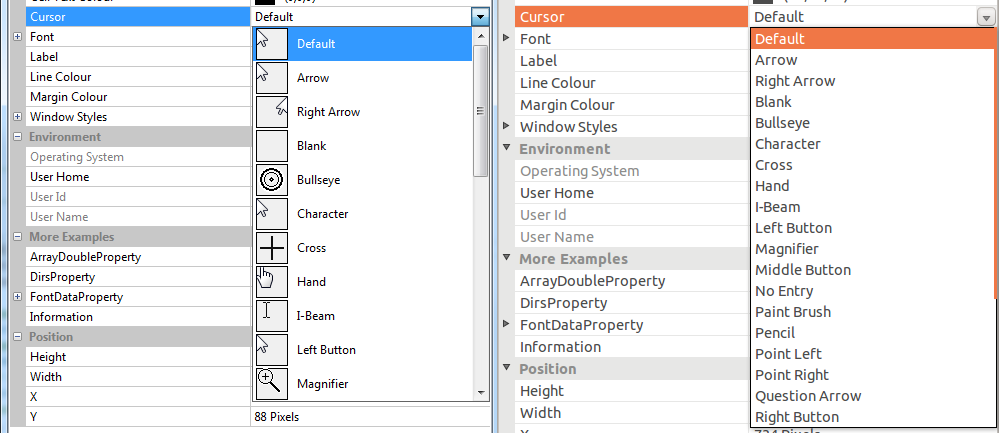 Cursor
Default
Font
Label
Line Colour
Margin Colour
Window Styles
Environment
Operating System
User Home
User Id
User Name
More Examples
ArrayDoubleProperty
DirsProperty
FontDataProperty
Information
Position
Height
Width
X
Y
88 Pixels
Default
Arrow
Right Arrow
Blank
Bullseye
Character
Cross
Hand
I-Beam
Left Button
Magnifier
Cursor
Default
Font
Label
Line Colour
Margin Colour
Window Styles
Environment
Operating System
User Home
User Id
User Name
More Examples
ArrayDoubleProperty
DirsProperty
FontDataProperty
Information
Position
Height
Width
Default
Arrow
Right Arrow
Blank
Bullseye
Character
Cross
Hand
I-Beam
Left Button
Magnifier
Middle Button
No Entry
Paint Brush
Pencil
Point Left
Point Right
Question Arrow
Right Button